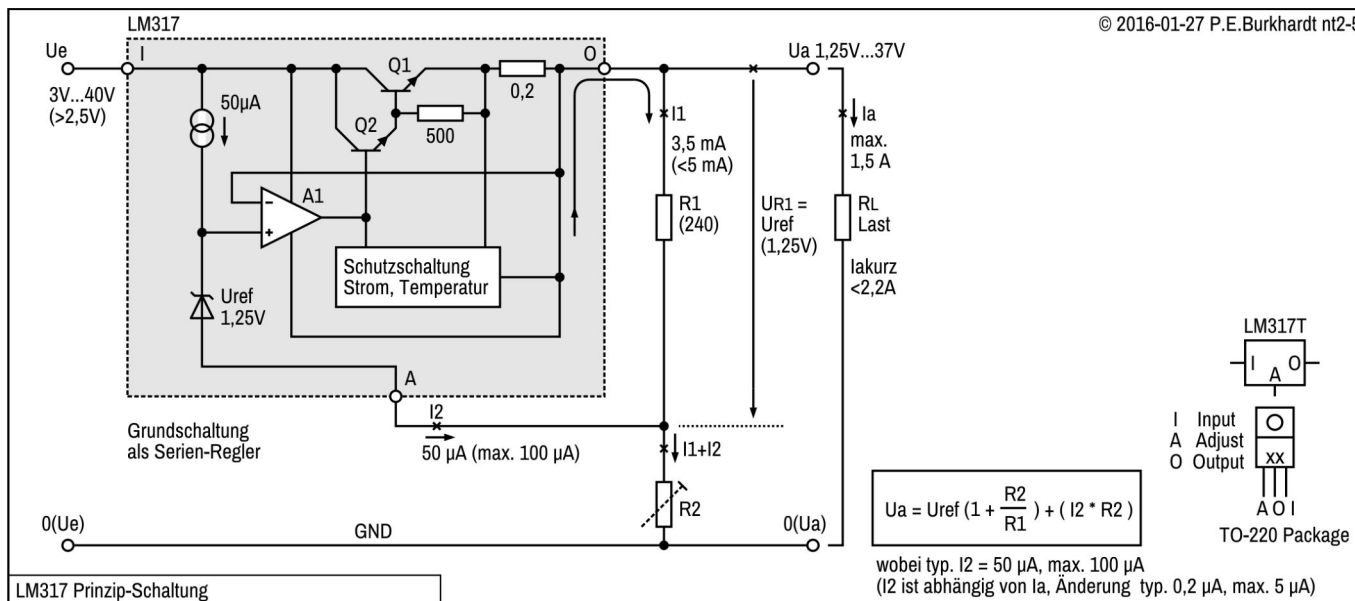 LM317
© 2016-01-27 P.E.Burkhardt nt2-5
Ue
I
O
Ua 1,25V...37V
3V...40V
(>2,5V)
50µA
Q1
0,2
Q2
500
I1
3,5 mA
(<5 mA)
Ia
max.
1,5 A
A1
−
+
R1
(240)
UR1 =
Uref
(1,25V)
RL
Last
Schutzschaltung
Strom, Temperatur
Iakurz
<2,2A
Uref
1,25V
A
LM317T
I
A
O
I2
Grundschaltung
als Serien-Regler
50 µA (max. 100 µA)
I1+I2
I Input
A Adjust
O Output
xx
A O I
TO-220 Package
R2
Ua = Uref (1 + R2/R1) + ( I2 * R2 )
0(Ue)
GND
0(Ua)
wobei typ. I2 = 50 µA, max. 100 µA
(I2 ist abhängig von Ia, Änderung typ. 0,2 µA, max. 5 µA)
LM317 Prinzip-Schaltung